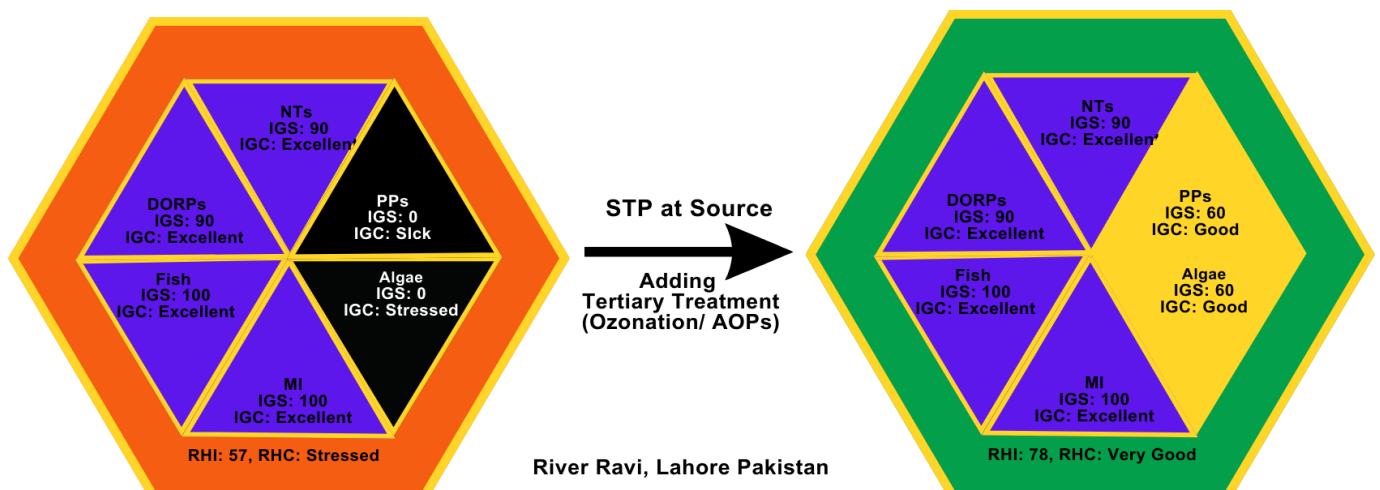 NTs
IGS: 90
IGC: Excellent
DORPs
IGS: 90
IGC: Excellent
PPs
IGS: 0
IGC: SIck
Fish
IGS: 100
IGC: Excellent
Algae
IGS: 0
IGC: Stressed
MI
IGS: 100
IGC: Excellent
RHI: 57, RHC: Stressed
STP at Source
Adding
Tertiary Treatment
(Ozonation/ AOPs)
River Ravi, Lahore Pakistan
NTs
IGS: 90
IGC: Excellent
DORPs
IGS: 90
IGC: Excellent
PPs
IGS: 60
IGC: Good
Fish
IGS: 100
IGC: Excellent
Algae
IGS: 60
IGC: Good
MI
IGS: 100
IGC: Excellent
RHI: 78, RHC: Very Good